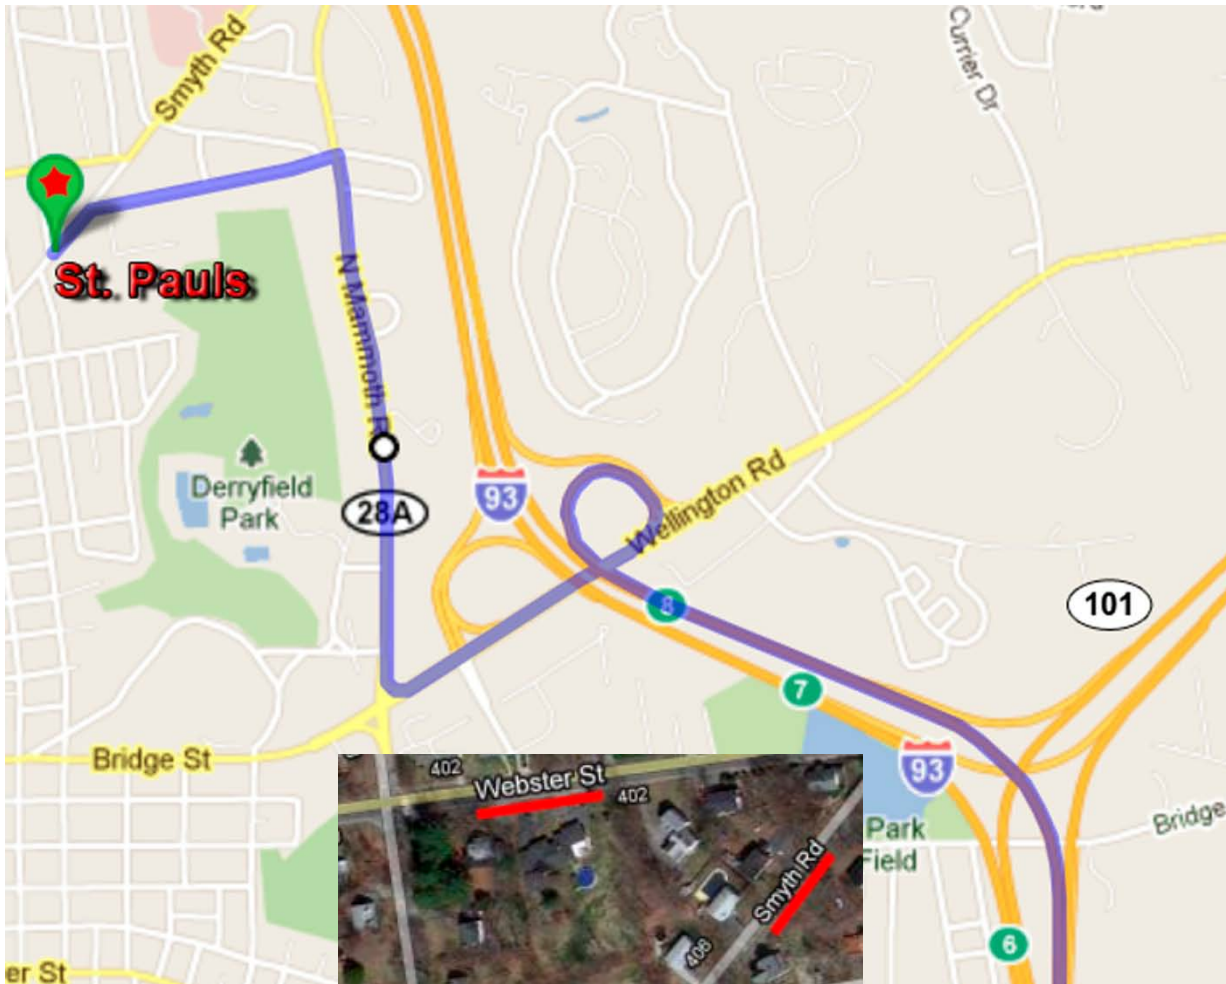 Smyth Rd
Currier Dr
St. Pauls
N Mammoth R
Derryfield
Park
28A
93
Wellington Rd
8
101
7
Bridge St
93
402
Webster St
402
Smyth Rd
406
Park
Field
Bridge
6
er St